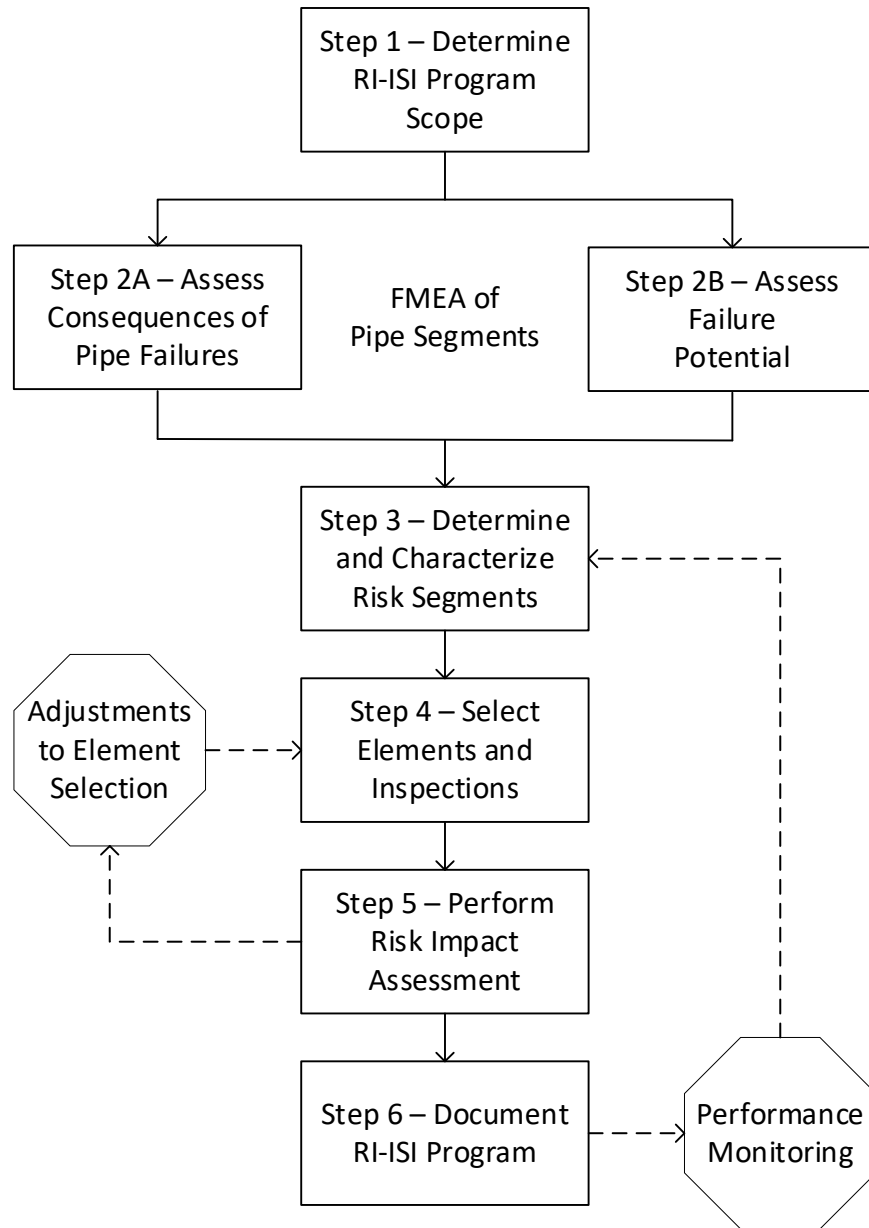 Step 1 – Determine
RI-ISI Program
Scope
Step 2A – Assess
Consequences of
Pipe Failures
FMEA of
Pipe Segments
Step 2B – Assess
Failure
Potential
Step 3 – Determine
and Characterize
Risk Segments
Adjustments
to Element
Selection
Step 4 – Select
Elements and
Inspections
Step 5 – Perform
Risk Impact
Assessment
Step 6 – Document
RI-ISI Program
Performance
Monitoring